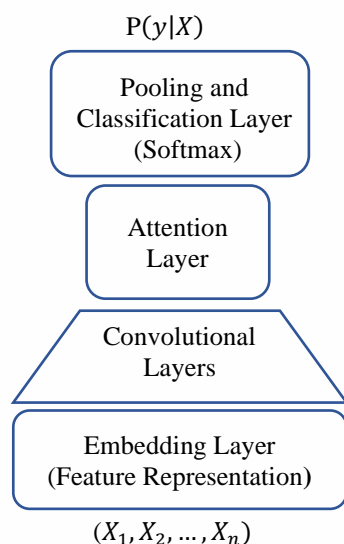 P(y|X)
Pooling and
Classification Layer
(Softmax)
Attention
Layer
Convolutional
Layers
Embedding Layer
(Feature Representation)
(X₁, X₂, … , Xₙ)